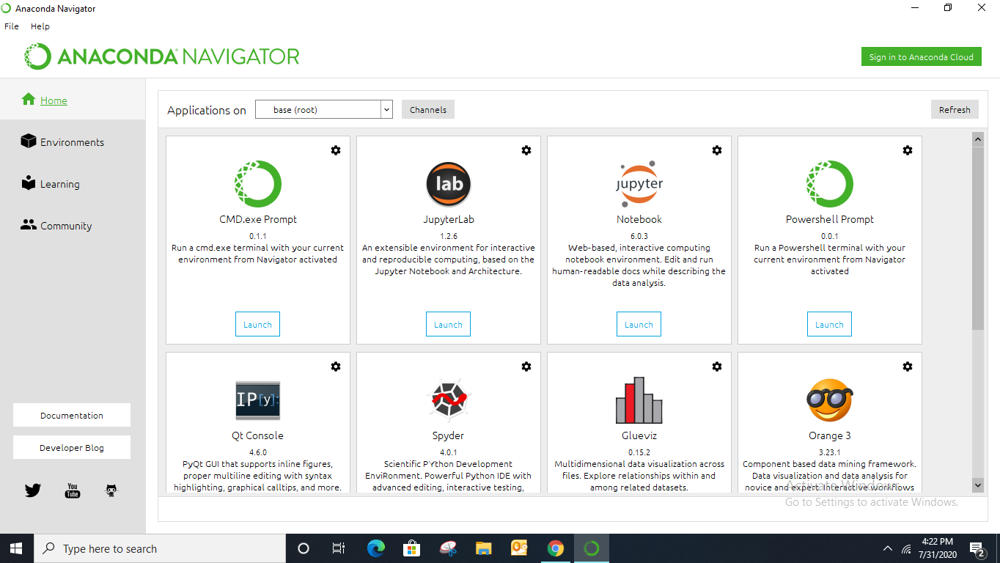 Anaconda Navigator
File Help
ANACONDA NAVIGATOR
Sign in to Anaconda Cloud
Home
Environments
Learning
Community
Documentation
Developer Blog
You
Tube
Applications on base (root) Channels Refresh
CMD.exe Prompt
0.1.1
Run a cmd.exe terminal with your current
environment from Navigator activated
Launch
lab
JupyterLab
1.2.6
An extensible environment for interactive
and reproducible computing, based on the
Jupyter Notebook and Architecture.
Launch
jupyter
Notebook
6.0.3
Web-based, interactive computing
notebook environment. Edit and run
human-readable docs while describing the
data analysis.
Launch
Powershell Prompt
0.0.1
Run a Powershell terminal with your
current environment from Navigator
activated
Launch
IP[y]:
Qt Console
4.6.0
PyQt GUI that supports inline figures,
proper multiline editing with syntax
highlighting, graphical calltips, and more.
Spyder
4.0.1
Scientific PYthon Development
EnviRonment. Powerful Python IDE with
advanced editing, interactive testing,
Glueviz
0.15.2
Multidimensional data visualization across
files. Explore relationships within and
among related datasets.
Orange 3
3.23.1
Component based data mining framework.
Data visualization and data analysis for
novice and expert. Interactive workflows
Activate Windows
Go to Settings to activate Windows.
Type here to search
4:22 PM
7/31/2020
2